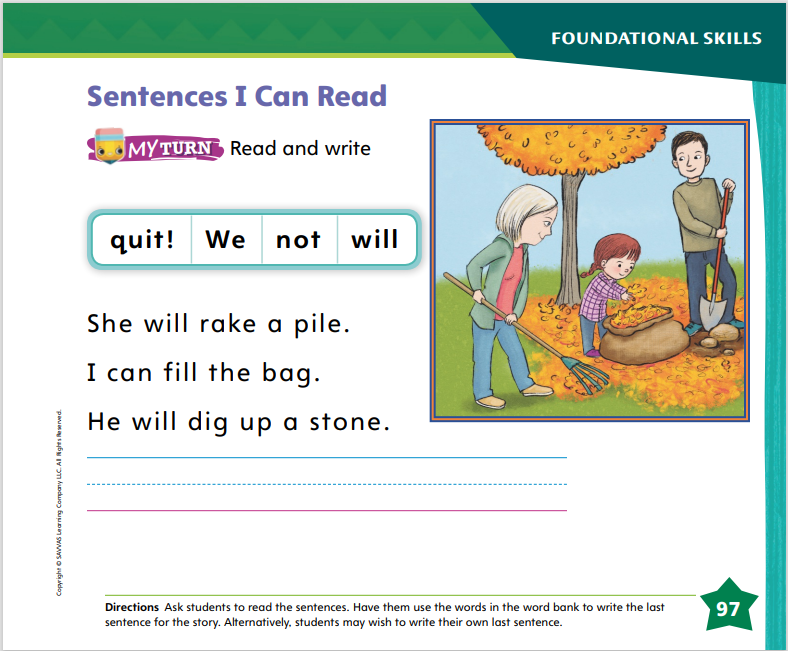 FOUNDATIONAL SKILLS
Sentences I Can Read
MY TURN Read and write
quit! We not will
She will rake a pile.
I can fill the bag.
He will dig up a stone.
Copyright © SAVVAS Learning Company LLC. All Rights Reserved.
Directions Ask students to read the sentences. Have them use the words in the word bank to write the last
sentence for the story. Alternatively, students may wish to write their own last sentence.
97